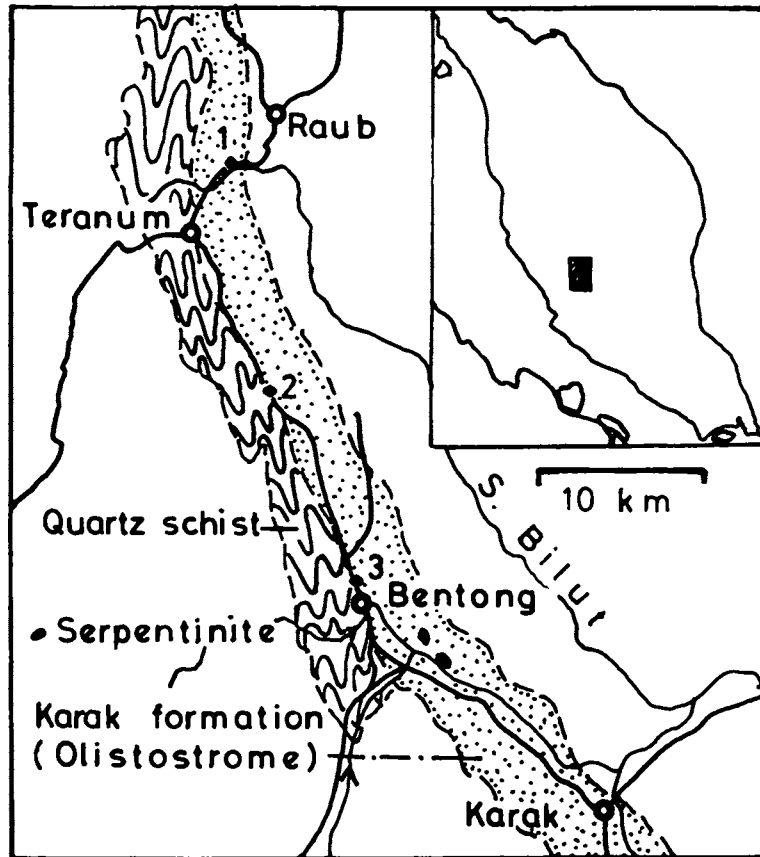 Raub
1
Teranum
2
10 km
S. Bilut
Quartz schist
3
Bentong
Serpentinite
Karak formation
(Olistostrome)
Karak